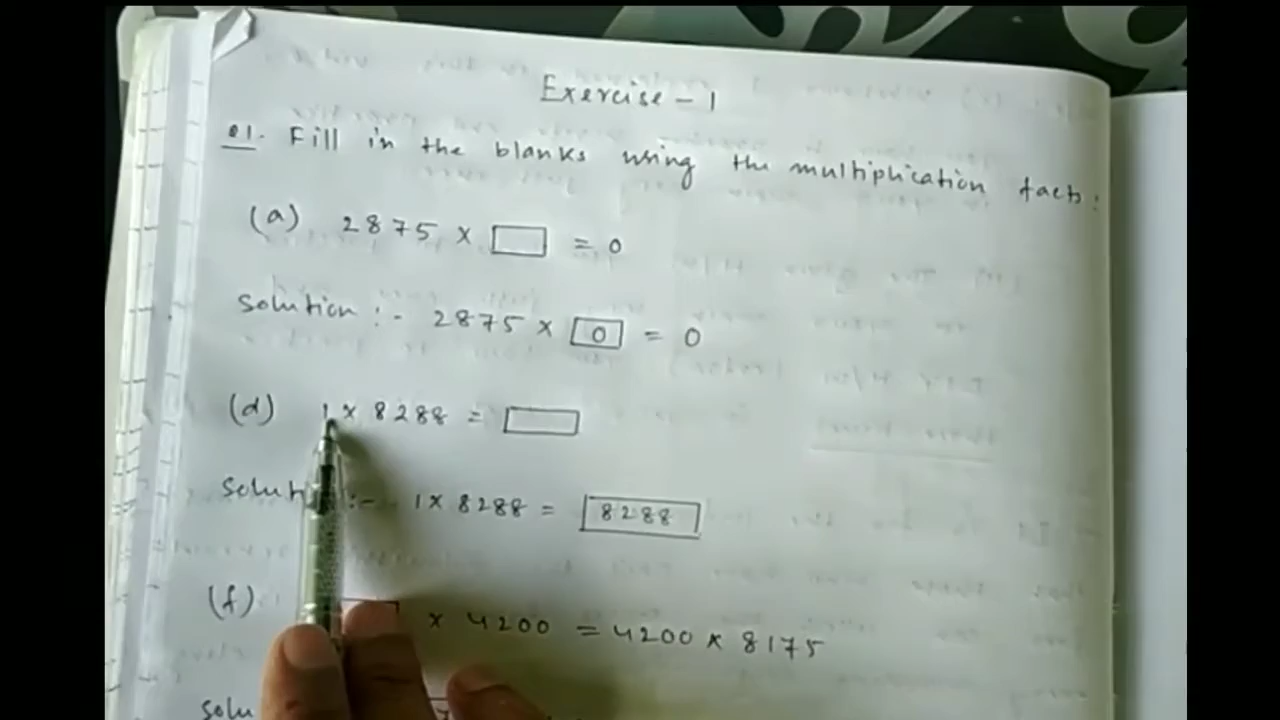 Exercise - 1
Q1. Fill in the blanks using the multiplication facts:
(a) 2875 × = 0
Solution :- 2875 × 0 = 0
(d) 1 × 8288 =
:- 1 × 8288 = 8288
(f) × 4200 = 4200 × 8175